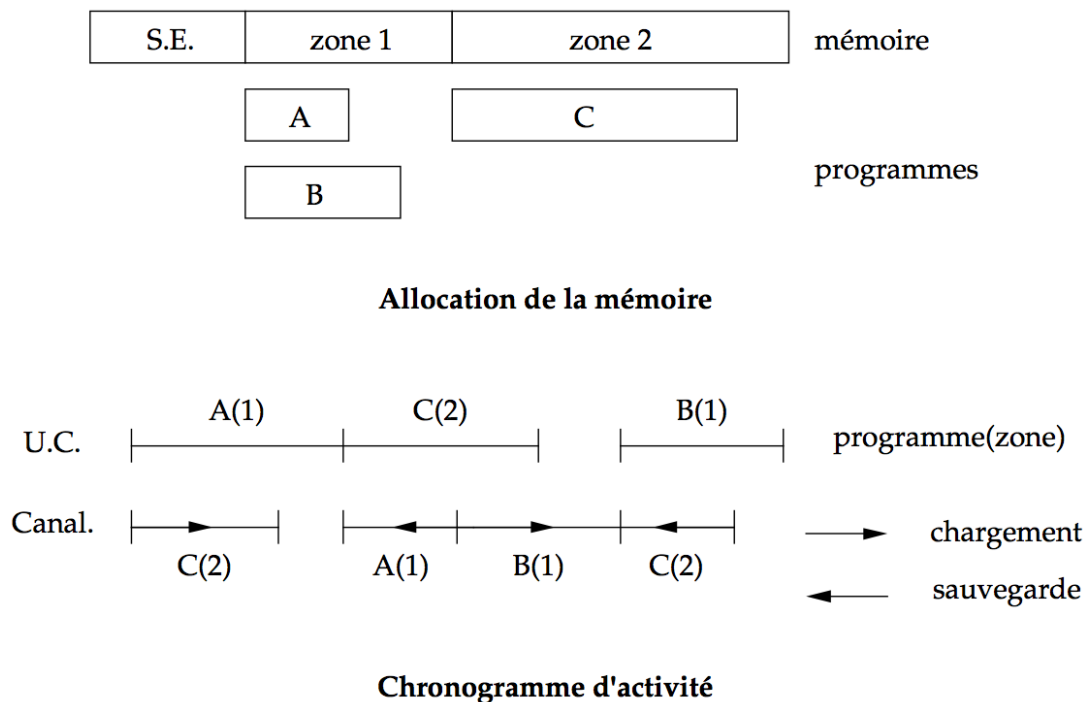 S.E. zone 1 zone 2 mémoire
A C
programmes
B
Allocation de la mémoire
A(1) C(2) B(1)
U.C. programme(zone)
Canal. chargement
C(2) A(1) B(1) C(2)
sauvegarde
Chronogramme d'activité